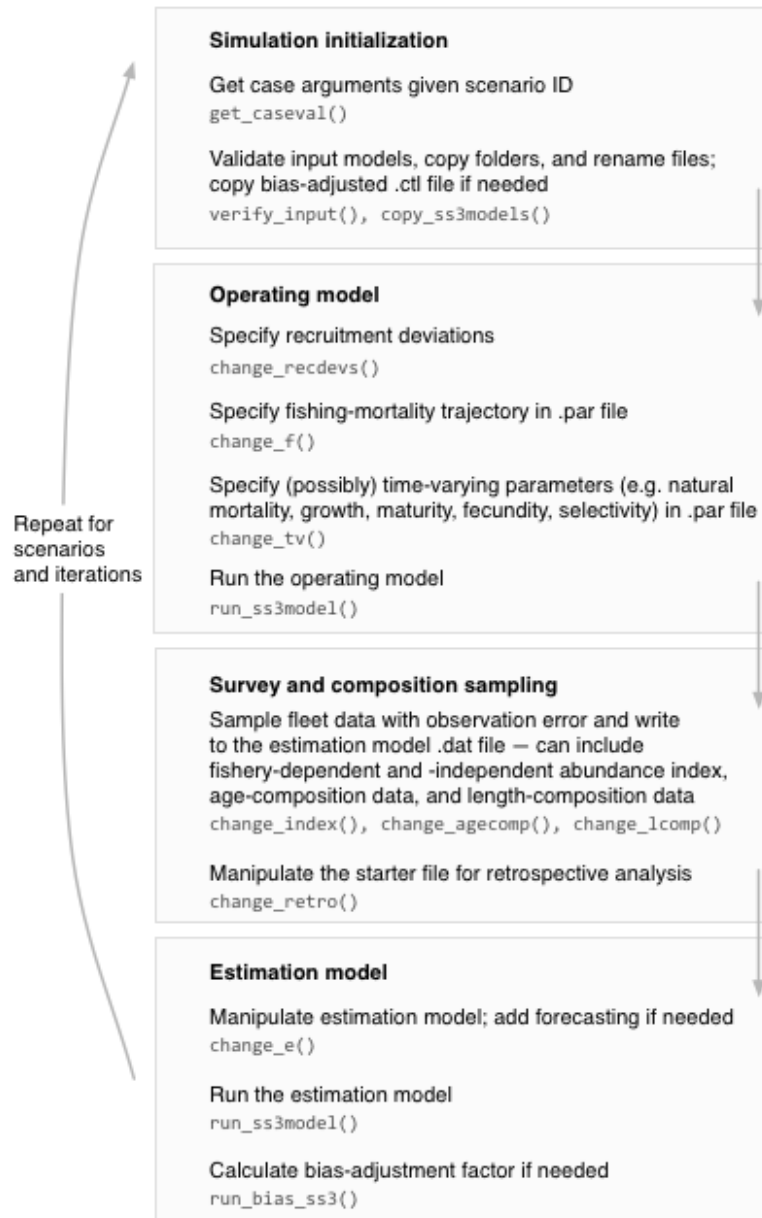 Simulation initialization
Get case arguments given scenario ID
get_caseval()
Validate input models, copy folders, and rename files;
copy bias-adjusted .ctl file if needed
verify_input(), copy_ss3models()
Operating model
Specify recruitment deviations
change_recdevs()
Specify fishing-mortality trajectory in .par file
change_f()
Specify (possibly) time-varying parameters (e.g. natural
mortality, growth, maturity, fecundity, selectivity) in .par file
change_tv()
Run the operating model
run_ss3model()
Repeat for
scenarios
and iterations
Survey and composition sampling
Sample fleet data with observation error and write
to the estimation model .dat file — can include
fishery-dependent and -independent abundance index,
age-composition data, and length-composition data
change_index(), change_agecomp(), change_lcomp()
Manipulate the starter file for retrospective analysis
change_retro()
Estimation model
Manipulate estimation model; add forecasting if needed
change_e()
Run the estimation model
run_ss3model()
Calculate bias-adjustment factor if needed
run_bias_ss3()